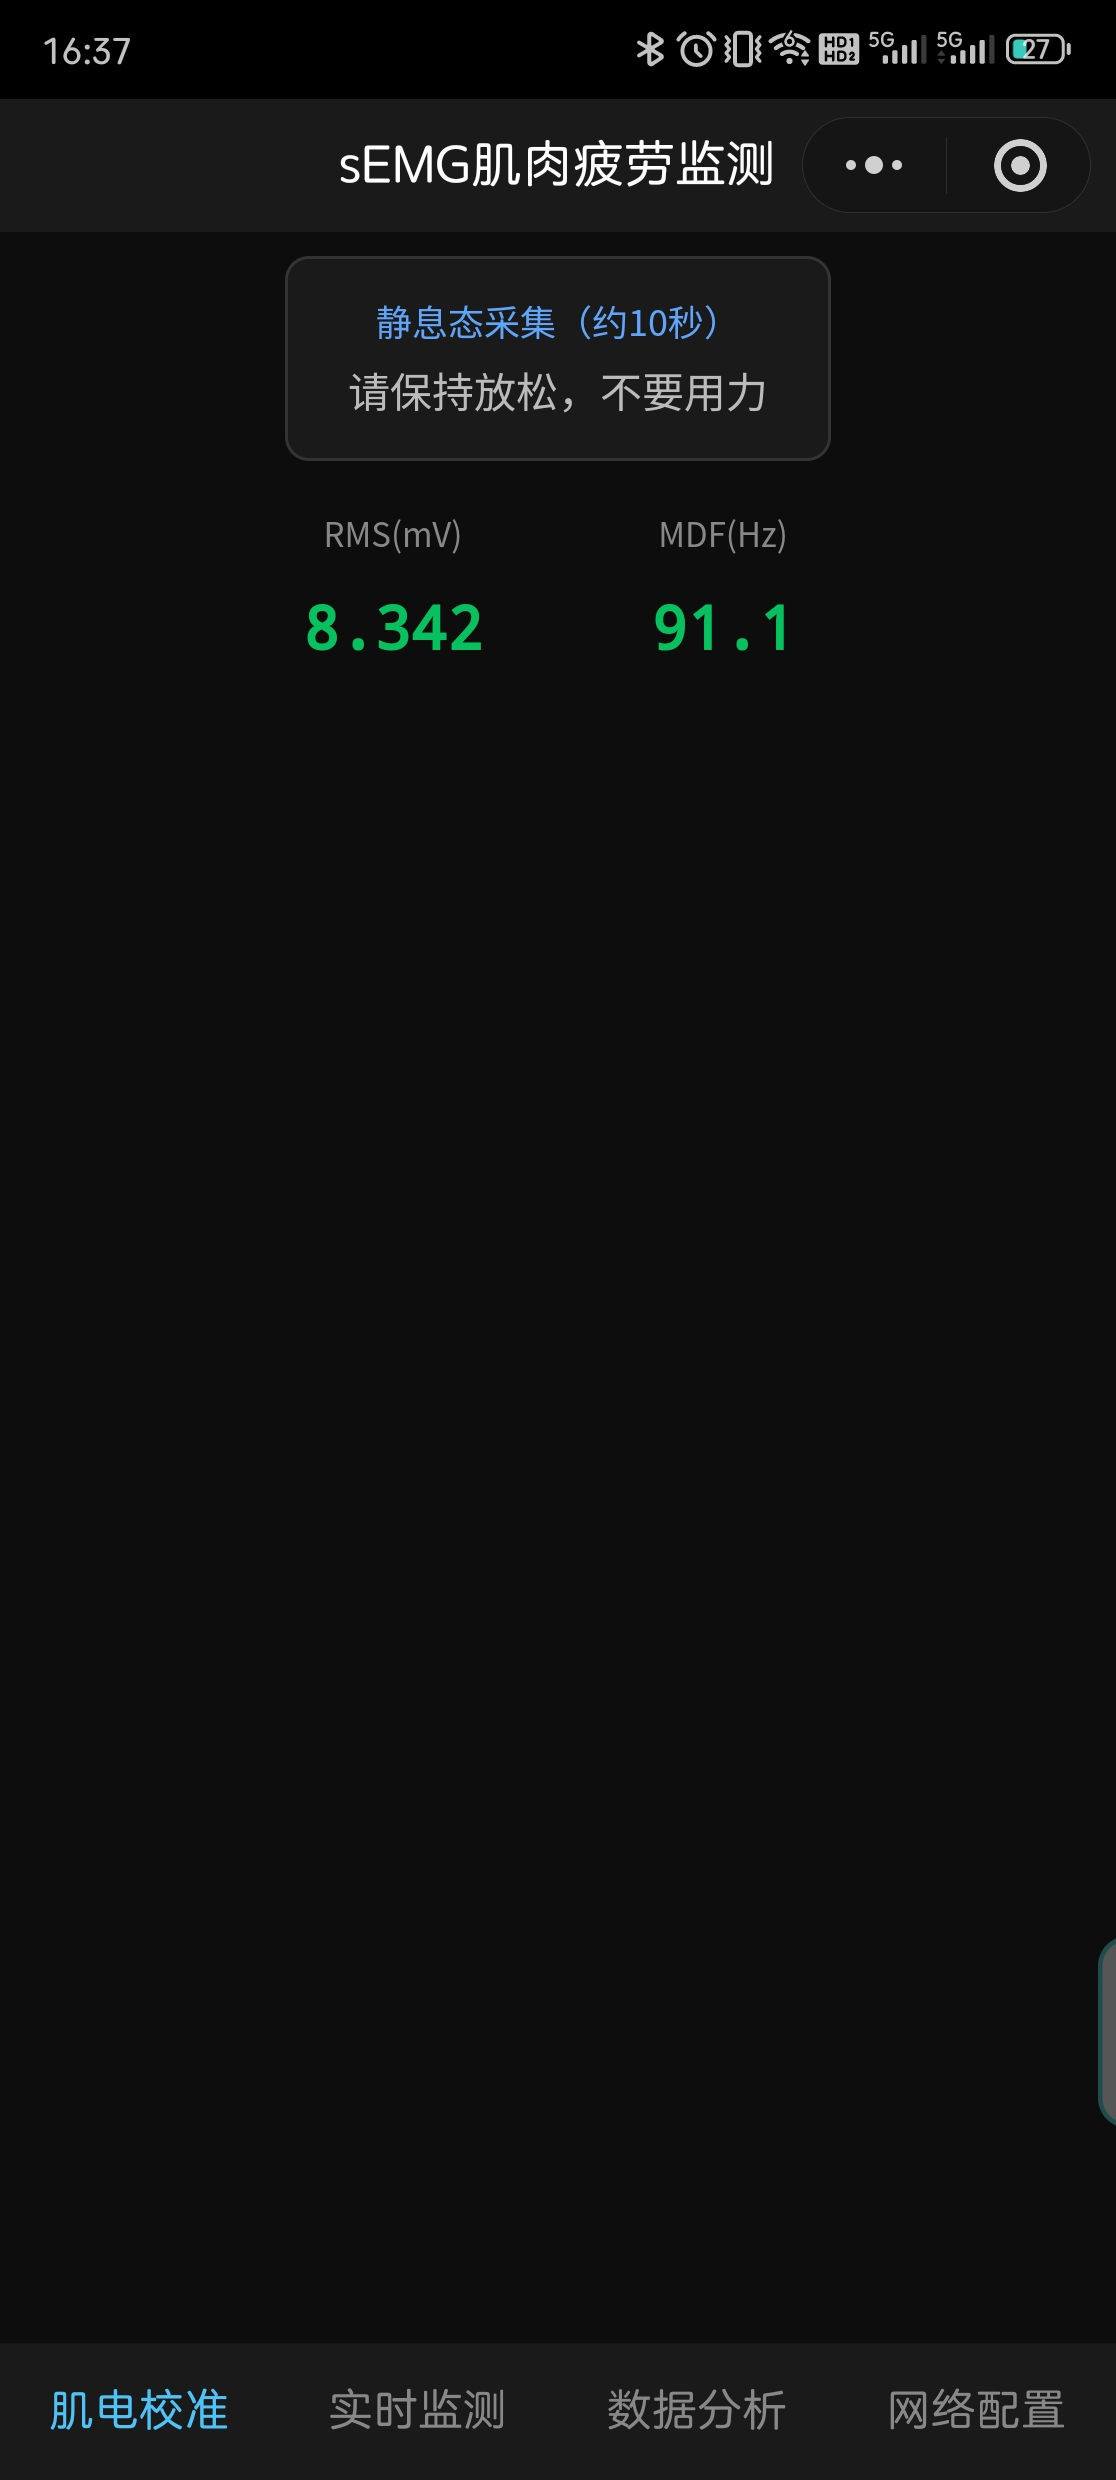 16:37
6
HD1
HD2
5G
5G
27
sEMG肌肉疲劳监测
静息态采集（约10秒）
请保持放松，不要用力
RMS(mV)
MDF(Hz)
8.342
91.1
肌电校准
实时监测
数据分析
网络配置